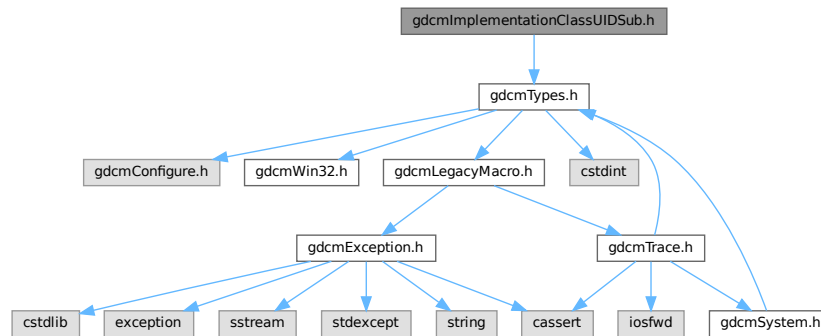 gdcmImplementationClassUIDSub.h
gdcmTypes.h
gdcmConfigure.h
gdcmWin32.h
gdcmLegacyMacro.h
cstdint
gdcmException.h
gdcmTrace.h
cstdlib
exception
sstream
stdexcept
string
cassert
iosfwd
gdcmSystem.h